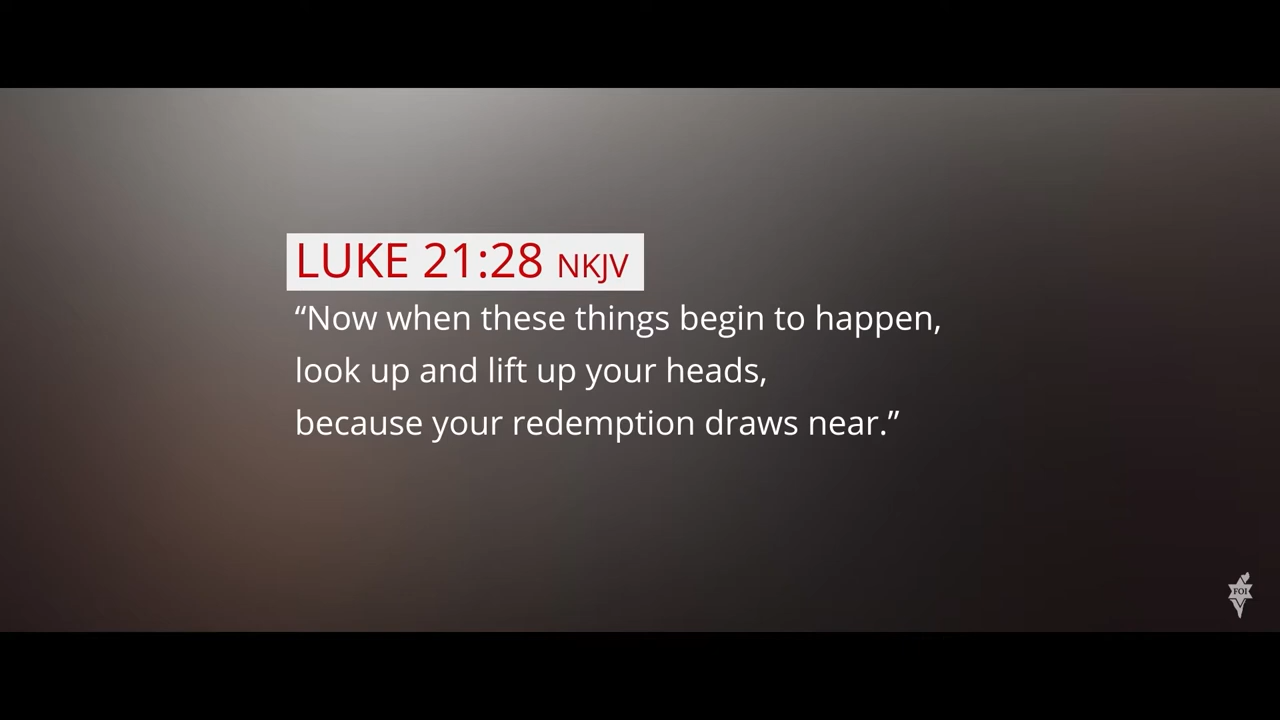 LUKE 21:28 NKJV
“Now when these things begin to happen,
look up and lift up your heads,
because your redemption draws near.”
FOI